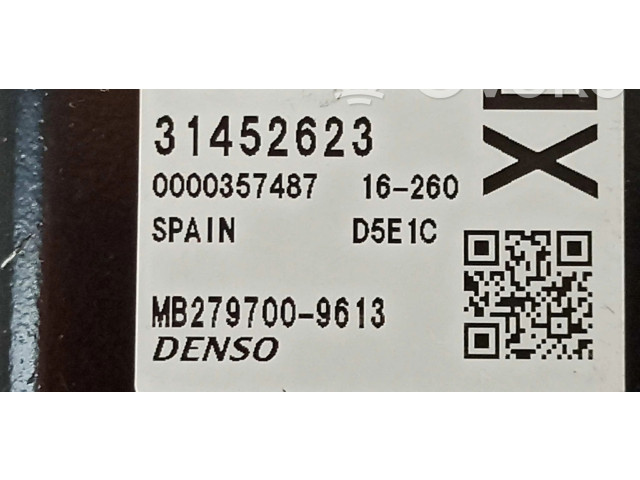 31452623
0000357487 16-260
SPAIN D5E1C
MB279700-9613
DENSO